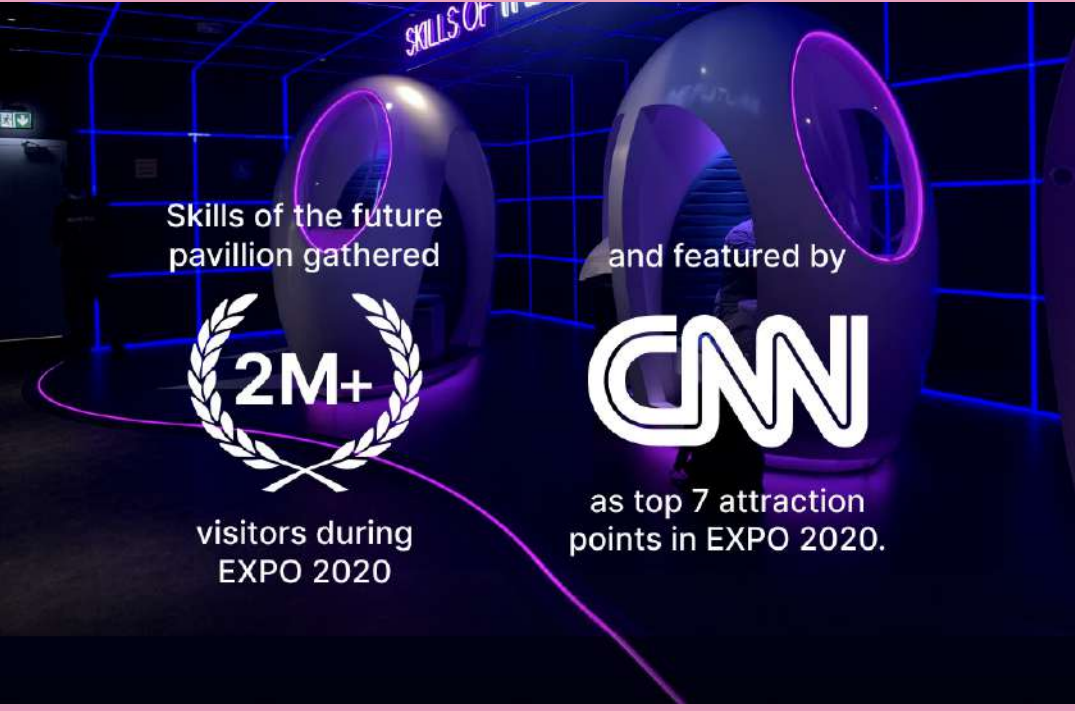 SKILLS OF
Skills of the future
pavillion gathered
2M+
visitors during
EXPO 2020
and featured by
CNN
as top 7 attraction
points in EXPO 2020.